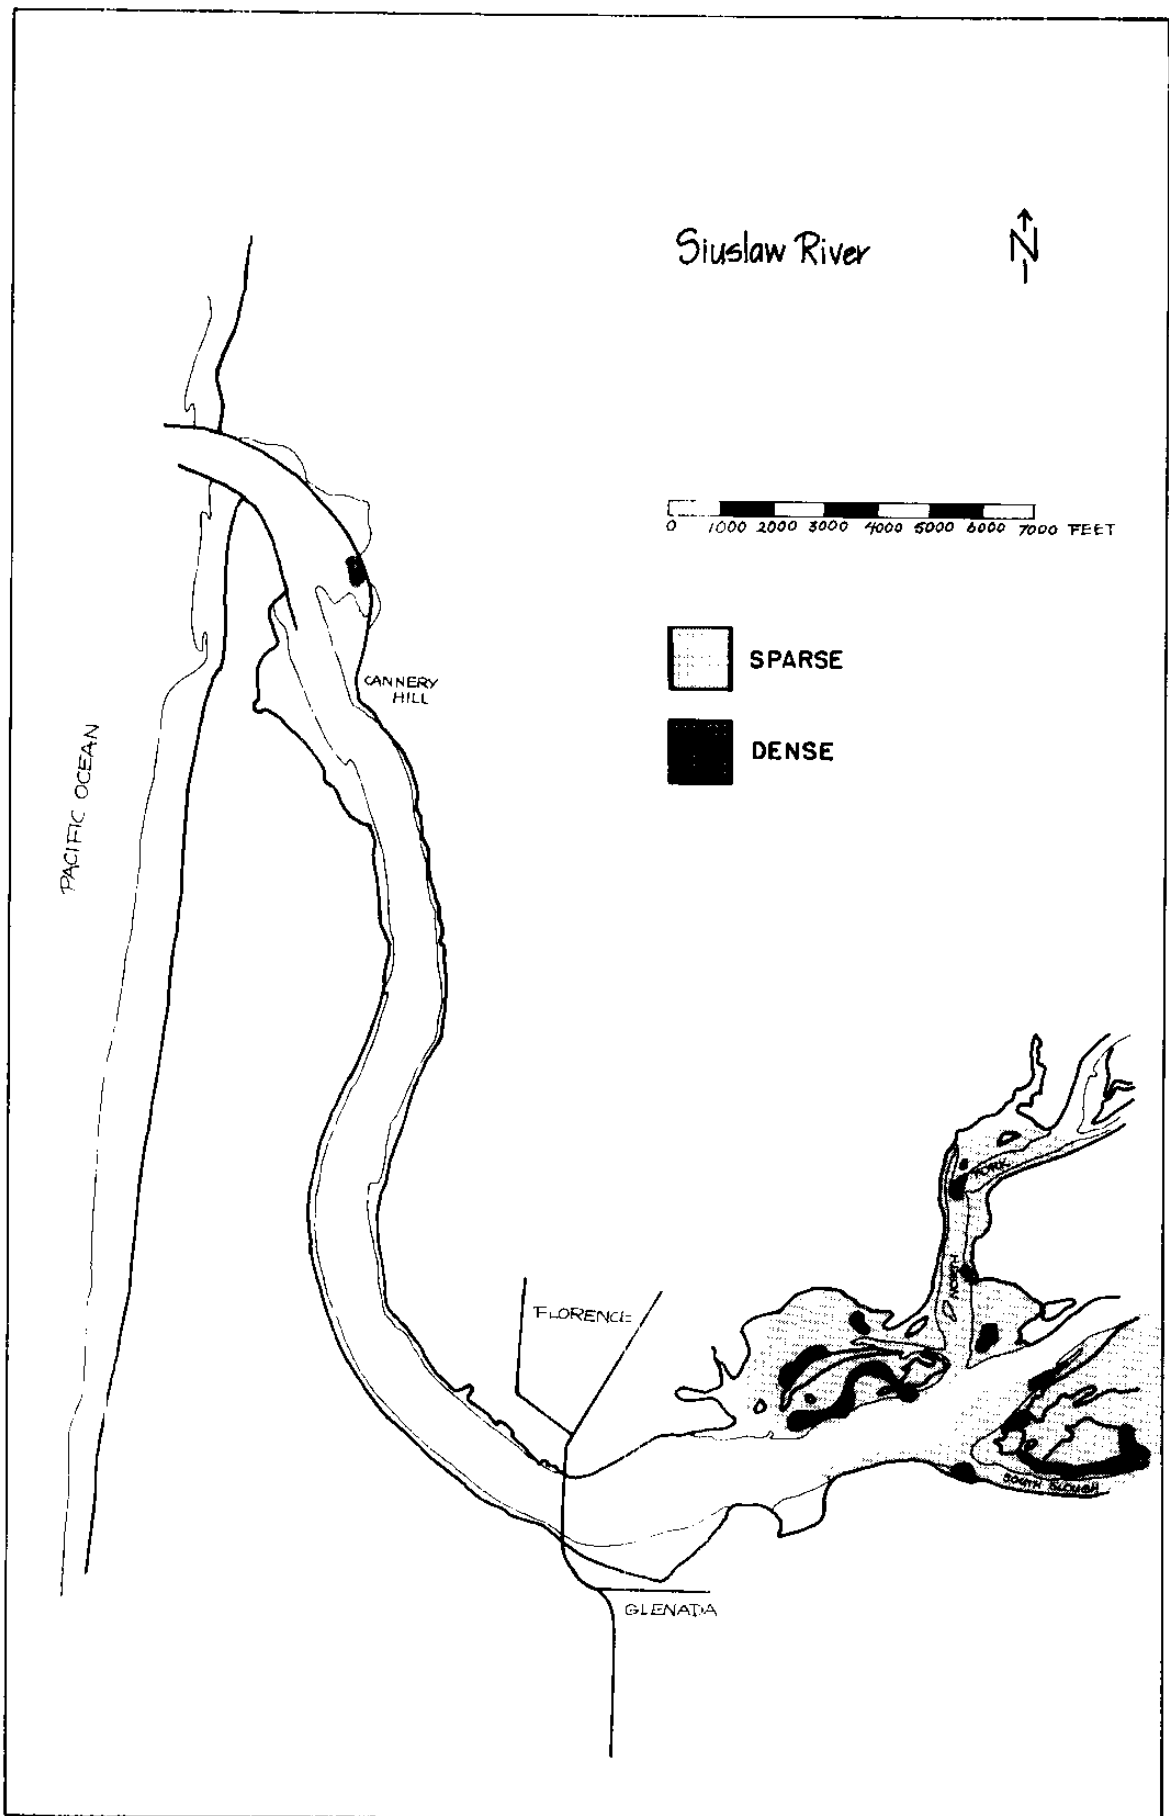 Siuslaw River
N
0 1000 2000 3000 4000 5000 6000 7000 FEET
SPARSE
DENSE
CANNERY
HILL
PACIFIC OCEAN
FORK
NORTH
FLORENCE
SOUTH SLOUGH
GLENADA